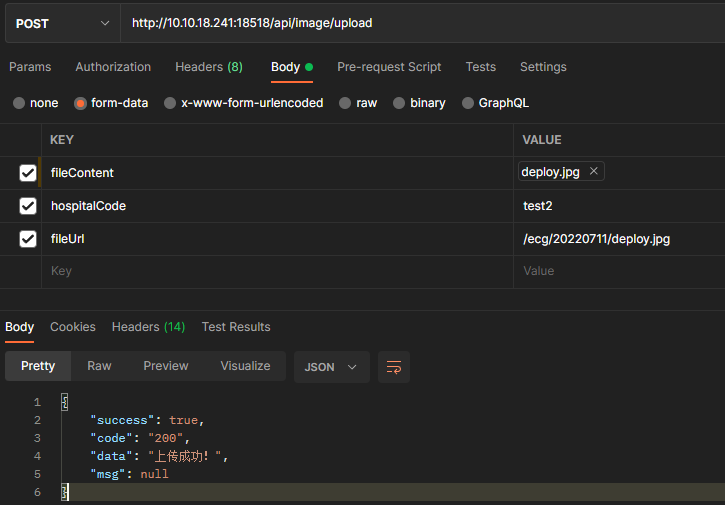 POST http://10.10.18.241:18518/api/image/upload
Params Authorization Headers (8) Body Pre-request Script Tests Settings
none form-data x-www-form-urlencoded raw binary GraphQL
KEY VALUE
fileContent deploy.jpg
hospitalCode test2
fileUrl /ecg/20220711/deploy.jpg
Key Value
Body Cookies Headers (14) Test Results
Pretty Raw Preview Visualize JSON
1 {
2 "success": true,
3 "code": "200",
4 "data": "上传成功！",
5 "msg": null
6 }